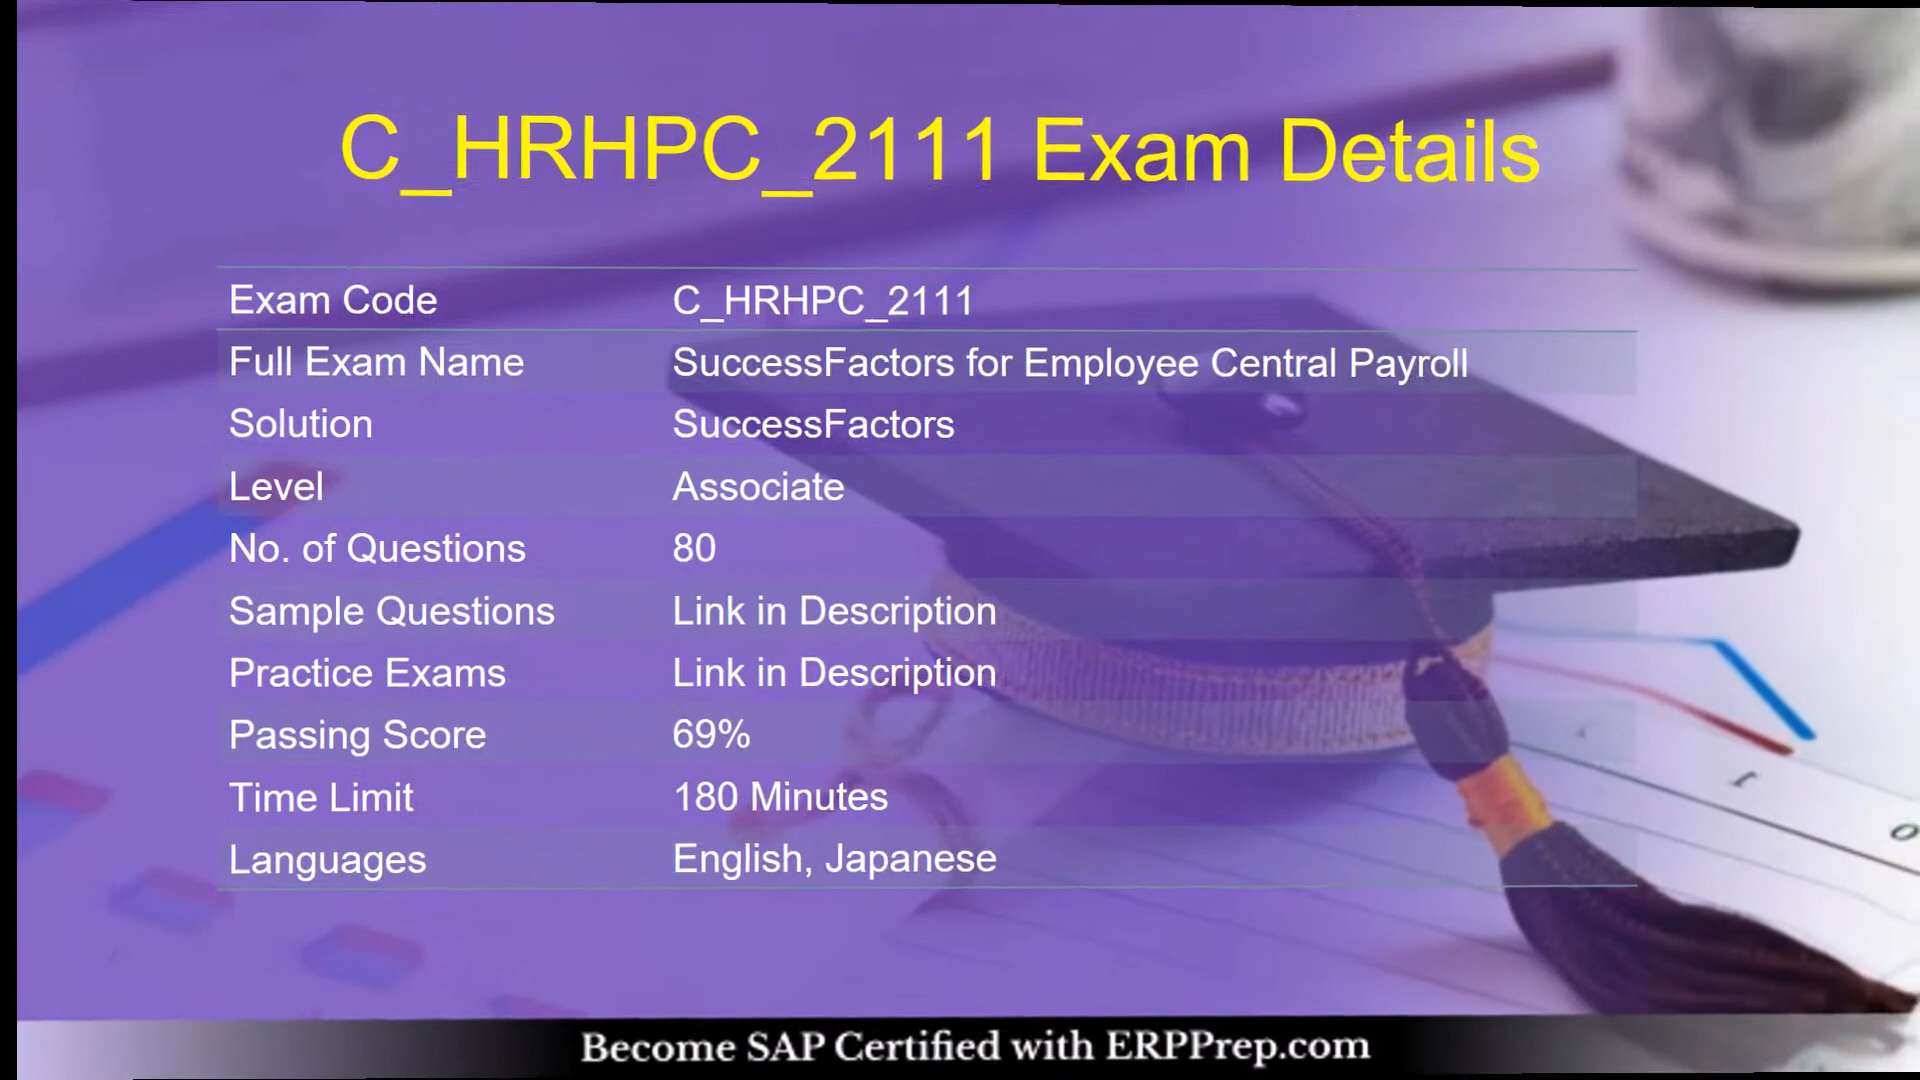 C_HRHPC_2111 Exam Details
Exam Code C_HRHPC_2111
Full Exam Name SuccessFactors for Employee Central Payroll
Solution SuccessFactors
Level Associate
No. of Questions 80
Sample Questions Link in Description
Practice Exams Link in Description
Passing Score 69%
Time Limit 180 Minutes
Languages English, Japanese
Become SAP Certified with ERPPrep.com